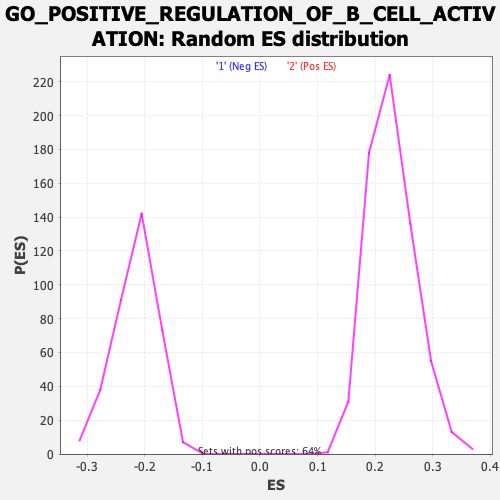 GO_POSITIVE_REGULATION_OF_B_CELL_ACTIV
ATION: Random ES distribution
'1' (Neg ES) '2' (Pos ES)
220
200
180
160
140
120
100
80
60
40
20
0
P(ES)
Sets with pos scores: 64%
-0.3 -0.2 -0.1 0.0 0.1 0.2 0.3 0.4
ES